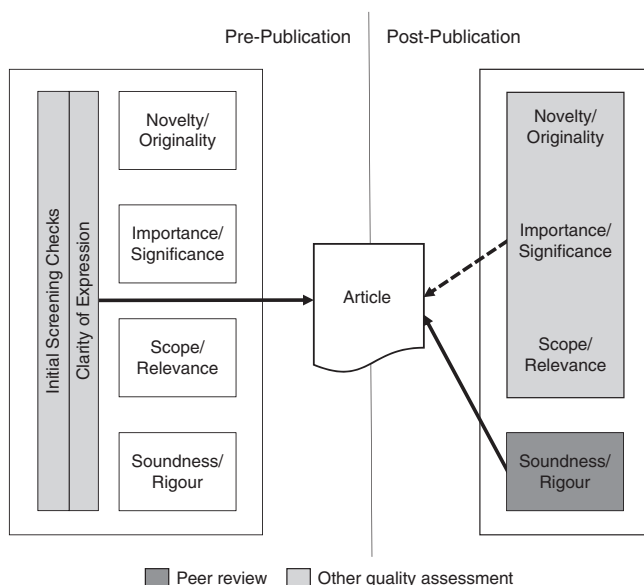 Pre-Publication
Post-Publication
Initial Screening Checks
Clarity of Expression
Novelty/
Originality
Importance/
Significance
Scope/
Relevance
Soundness/
Rigour
Article
Novelty/
Originality
Importance/
Significance
Scope/
Relevance
Soundness/
Rigour
Peer review
Other quality assessment